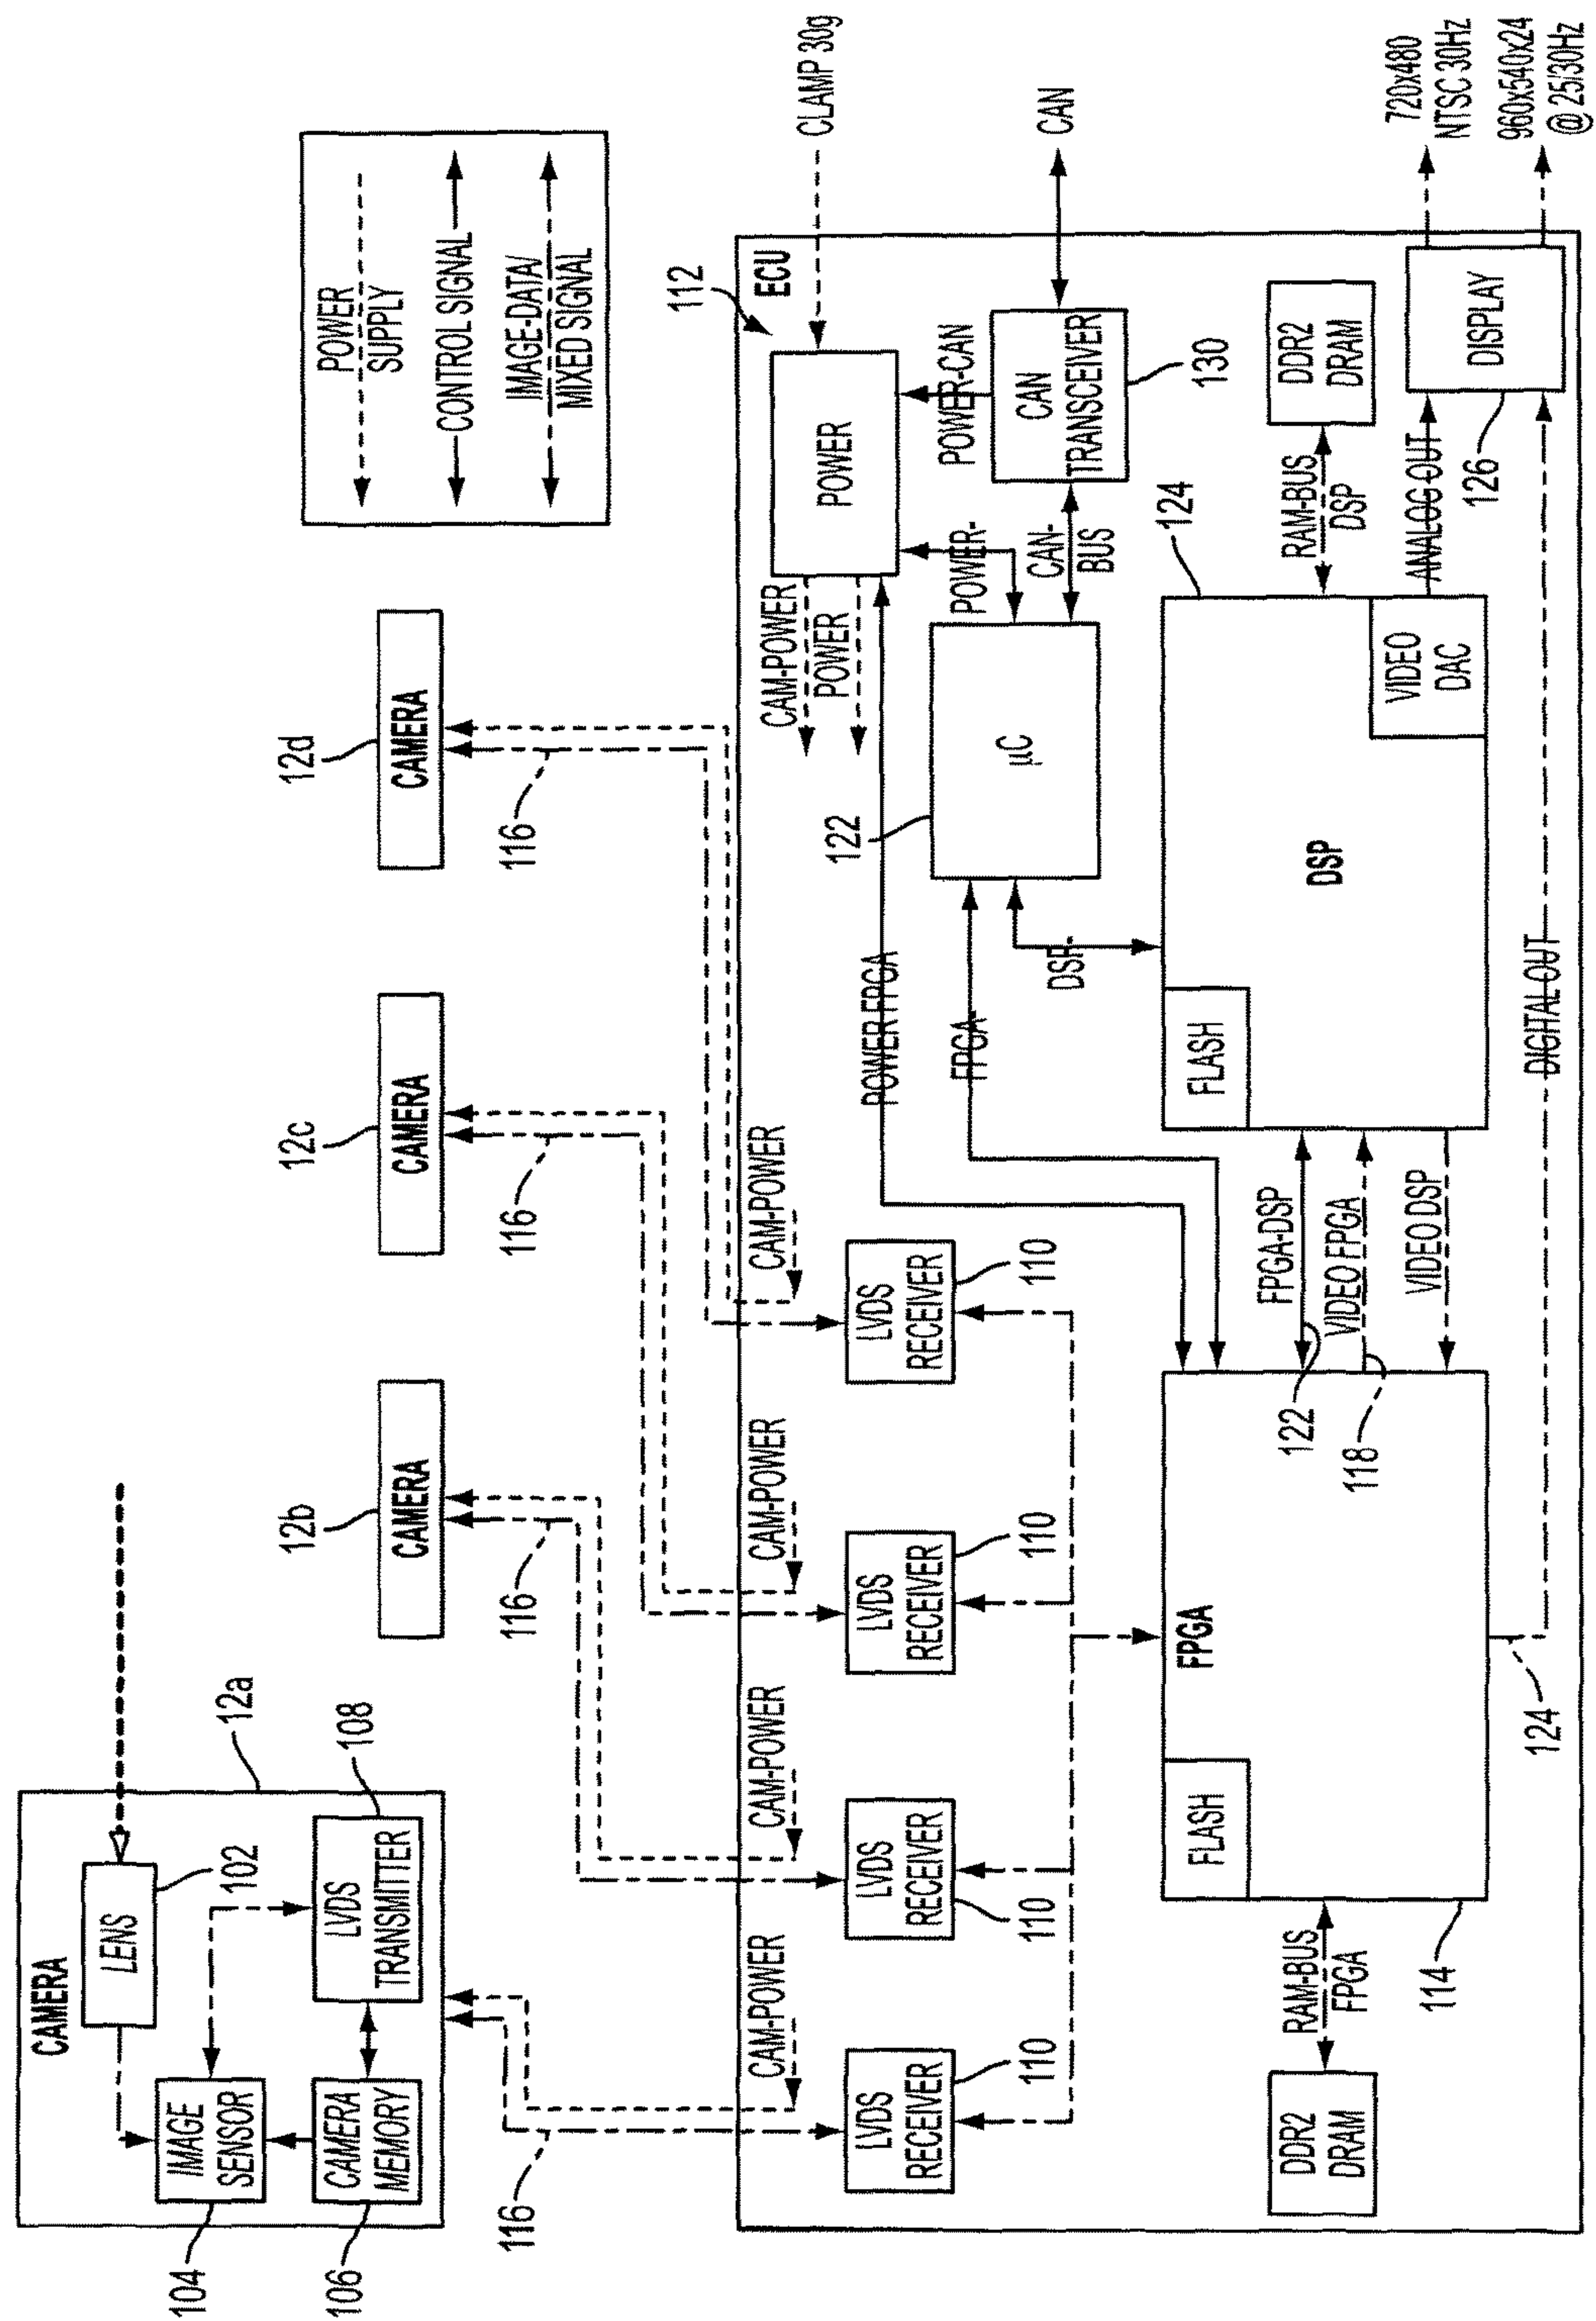 CAMERA
LENS
102
12a
IMAGE
SENSOR
104
CAMERA
MEMORY
106
LVDS
TRANSMITTER
108
116
12b
CAMERA
116
12c
CAMERA
116
12d
CAMERA
116
POWER
SUPPLY
CONTROL SIGNAL
IMAGE-DATA/
MIXED SIGNAL
112
ECU
CLAMP 30g
CAM-POWER
CAM-POWER
CAM-POWER
CAM-POWER
CAM-POWER
POWER
POWER
LVDS
RECEIVER
110
LVDS
RECEIVER
110
LVDS
RECEIVER
110
LVDS
RECEIVER
110
POWER FPGA
FPGA-
DSP-
122
µC
POWER-
CAN-
BUS
POWER-CAN
CAN
TRANSCEIVER
130
CAN
DDR2
DRAM
RAM-BUS
FPGA
114
FLASH
FPGA
122
118
FPGA-DSP
VIDEO FPGA
VIDEO DSP
FLASH
DSP
124
VIDEO
DAC
RAM-BUS
DSP
DDR2
DRAM
ANALOG OUT
126
DISPLAY
720x480
NTSC 30Hz
960x540x24
@ 25/30Hz
124
DIGITAL OUT